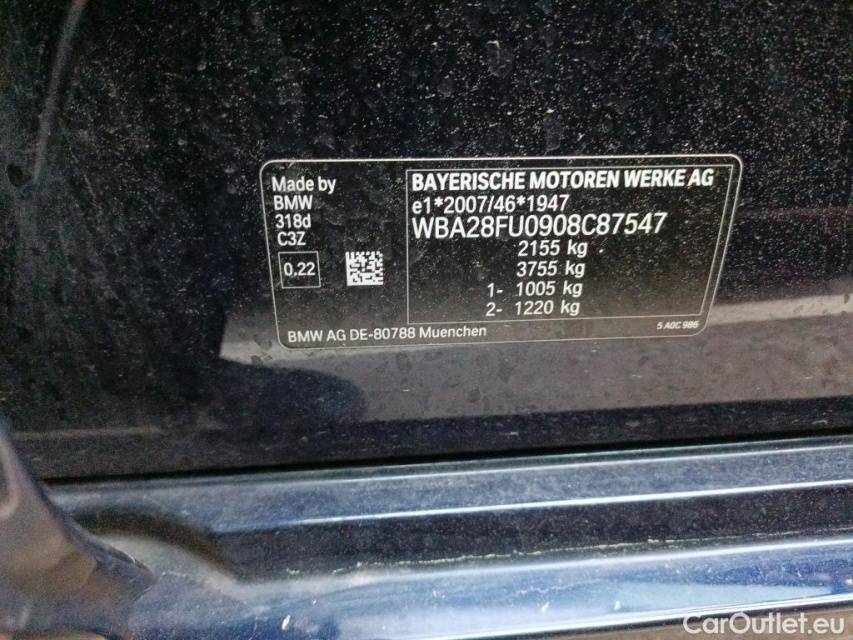 Made by
BMW
318d
C3Z
0,22
BAYERISCHE MOTOREN WERKE AG
e1*2007/46*1947
WBA28FU0908C87547
2155 kg
3755 kg
1- 1005 kg
2- 1220 kg
BMW AG DE-80788 Muenchen
5 A0C 986
CarOutlet.eu